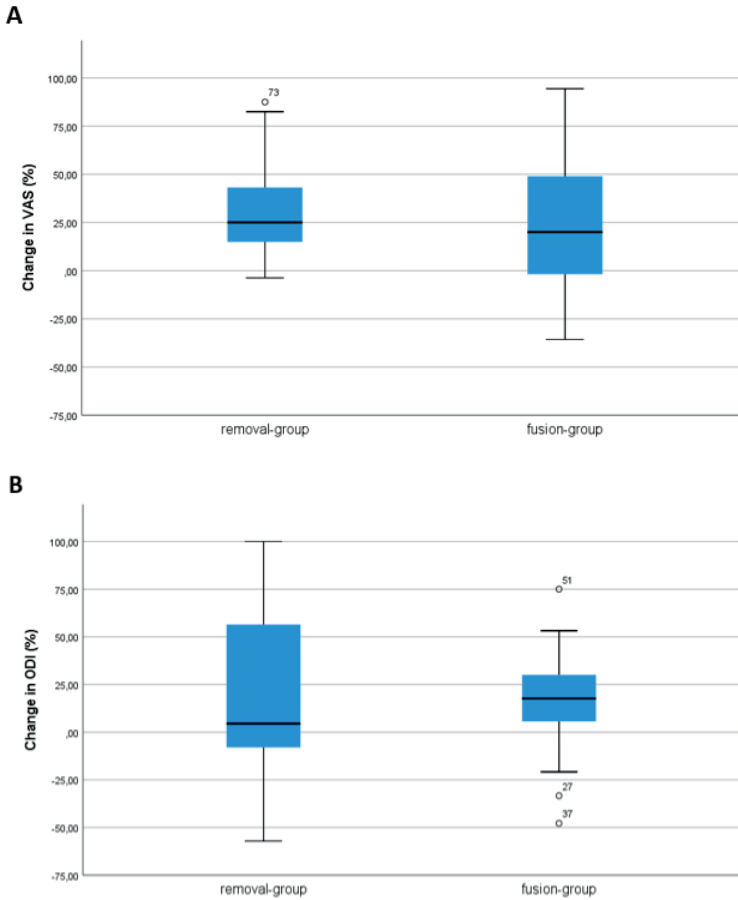 A
Change in VAS (%)
100,00
75,00
50,00
25,00
,00
-25,00
-50,00
-75,00
73
removal-group
fusion-group
B
Change in ODI (%)
100,00
75,00
50,00
25,00
,00
-25,00
-50,00
-75,00
51
27
37
removal-group
fusion-group